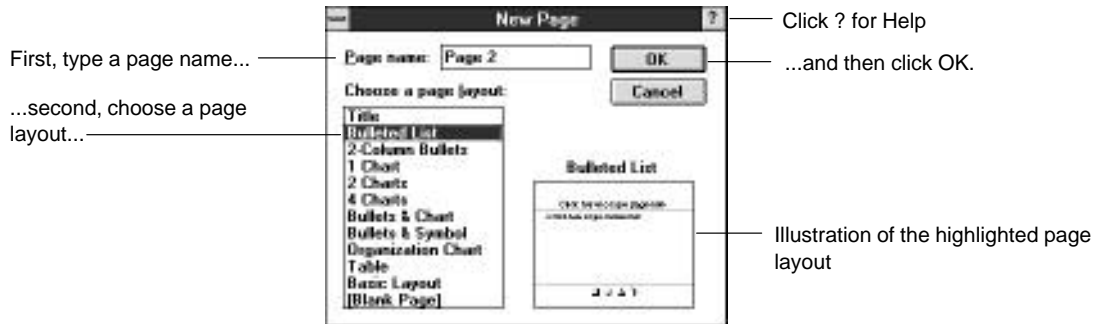 New Page
?
Click ? for Help
First, type a page name...
Page name:
Page 2
OK
...and then click OK.
...second, choose a page
layout...
Choose a page layout:
Cancel
Title
Bulleted List
2-Column Bullets
1 Chart
2 Charts
4 Charts
Bullets & Chart
Bullets & Symbol
Organization Chart
Table
Basic Layout
[Blank Page]
Bulleted List
Illustration of the highlighted page
layout